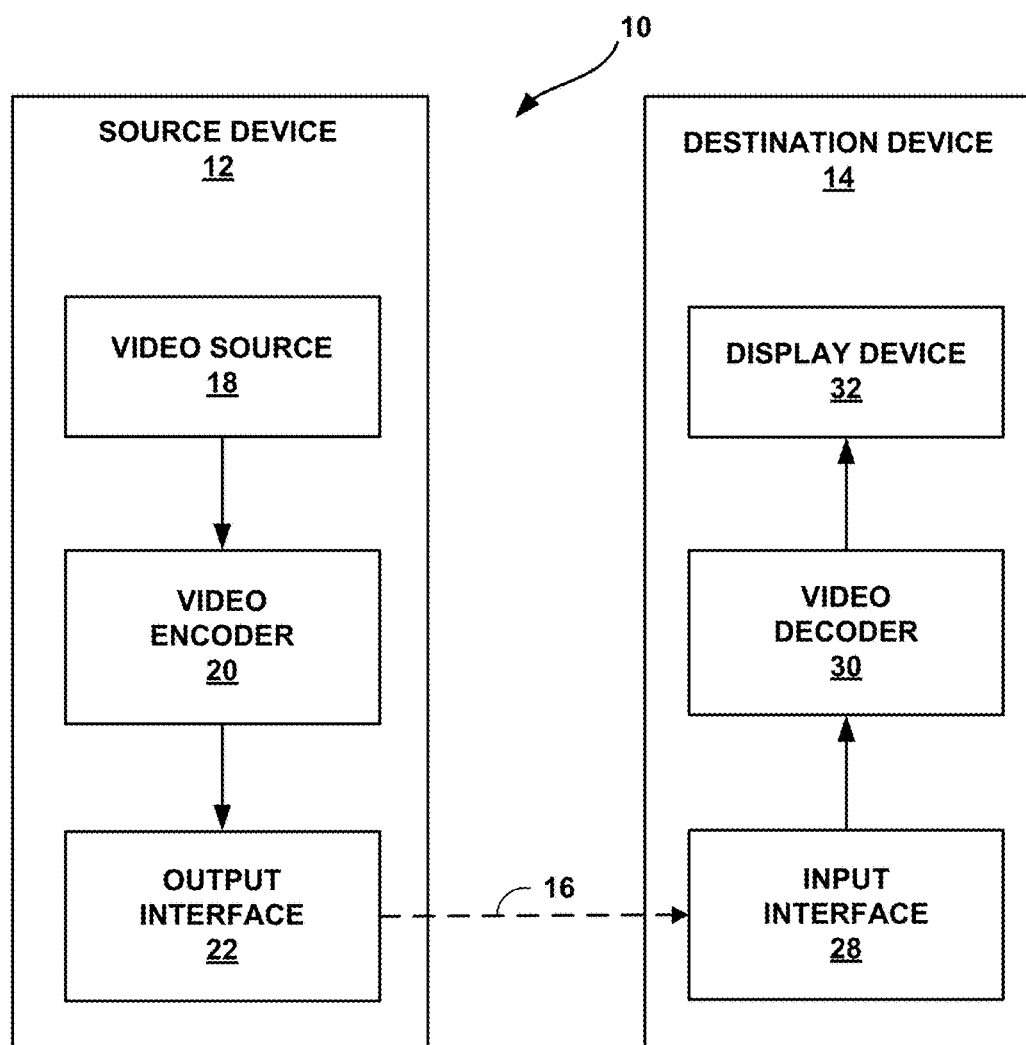 10
SOURCE DEVICE
12
VIDEO SOURCE
18
VIDEO
ENCODER
20
OUTPUT
INTERFACE
22
16
DESTINATION DEVICE
14
DISPLAY DEVICE
32
VIDEO
DECODER
30
INPUT
INTERFACE
28